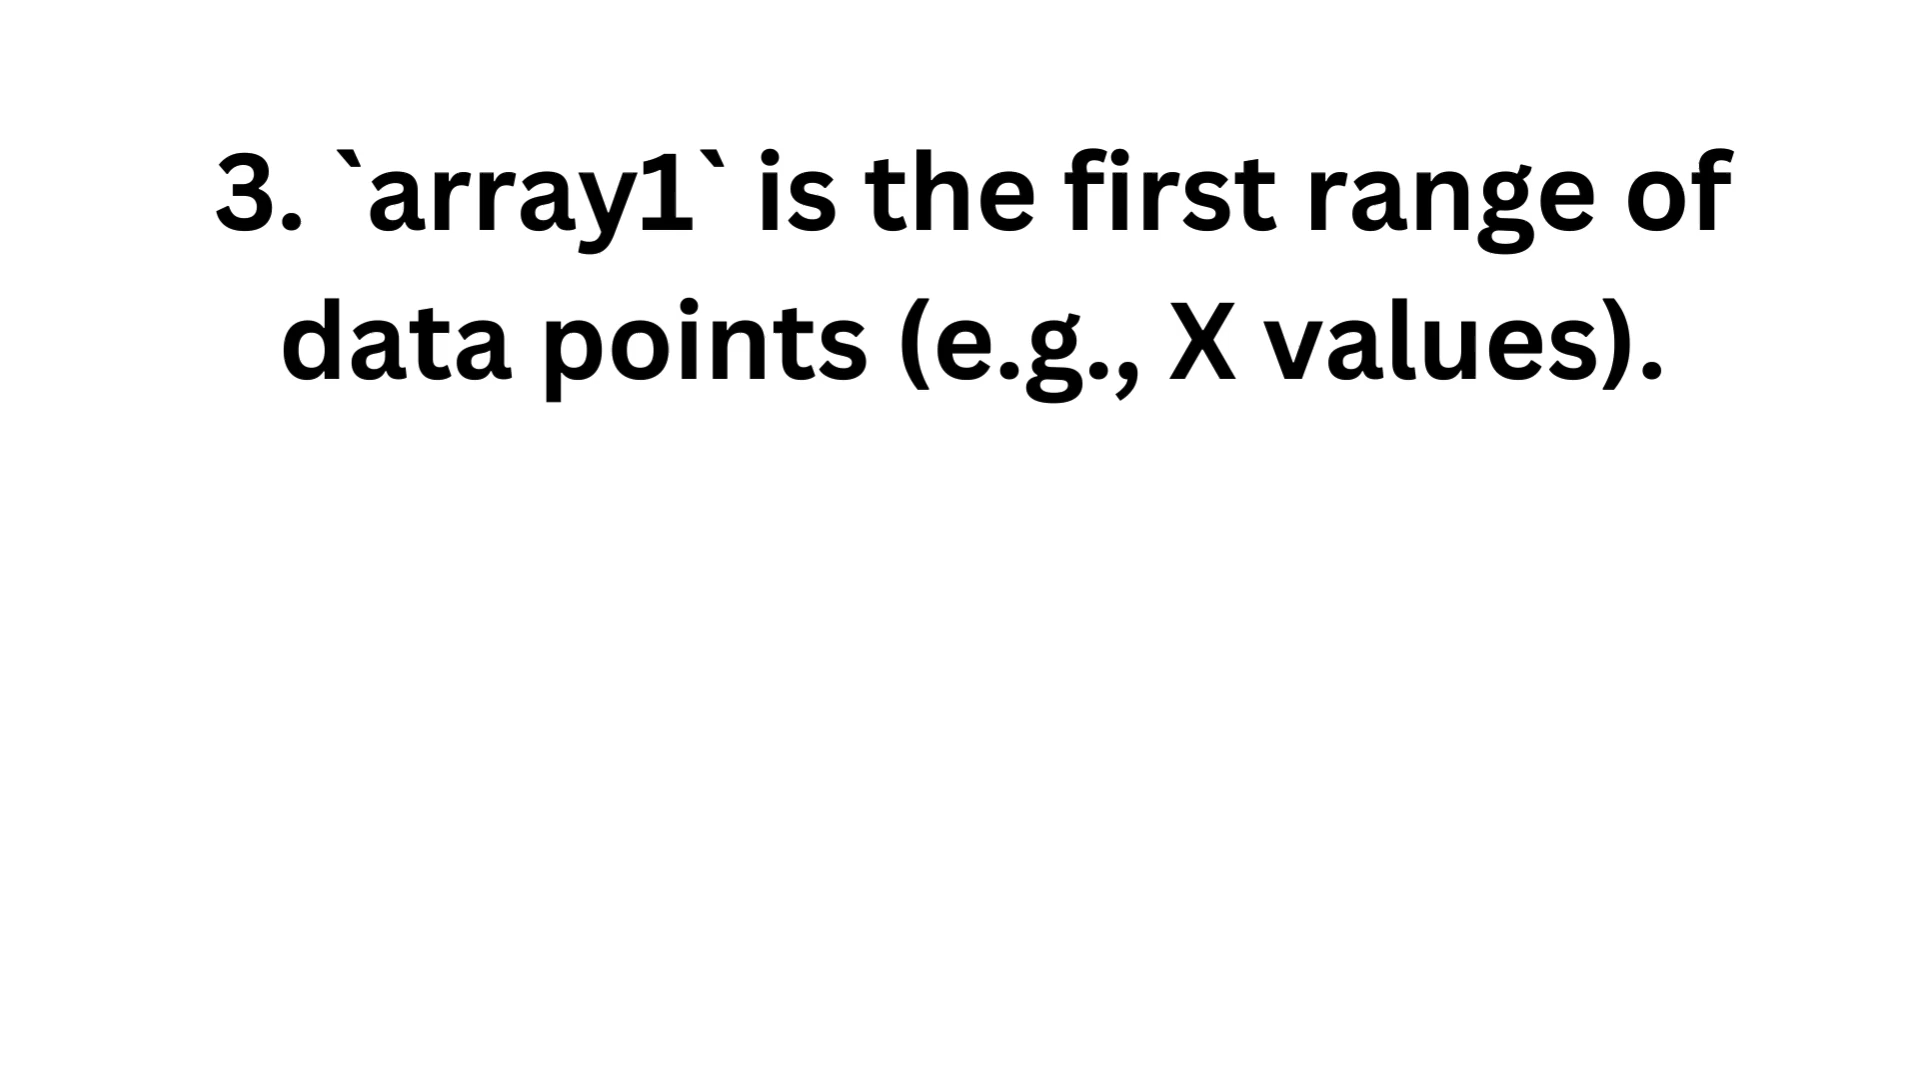 3. `array1` is the first range of
data points (e.g., X values).